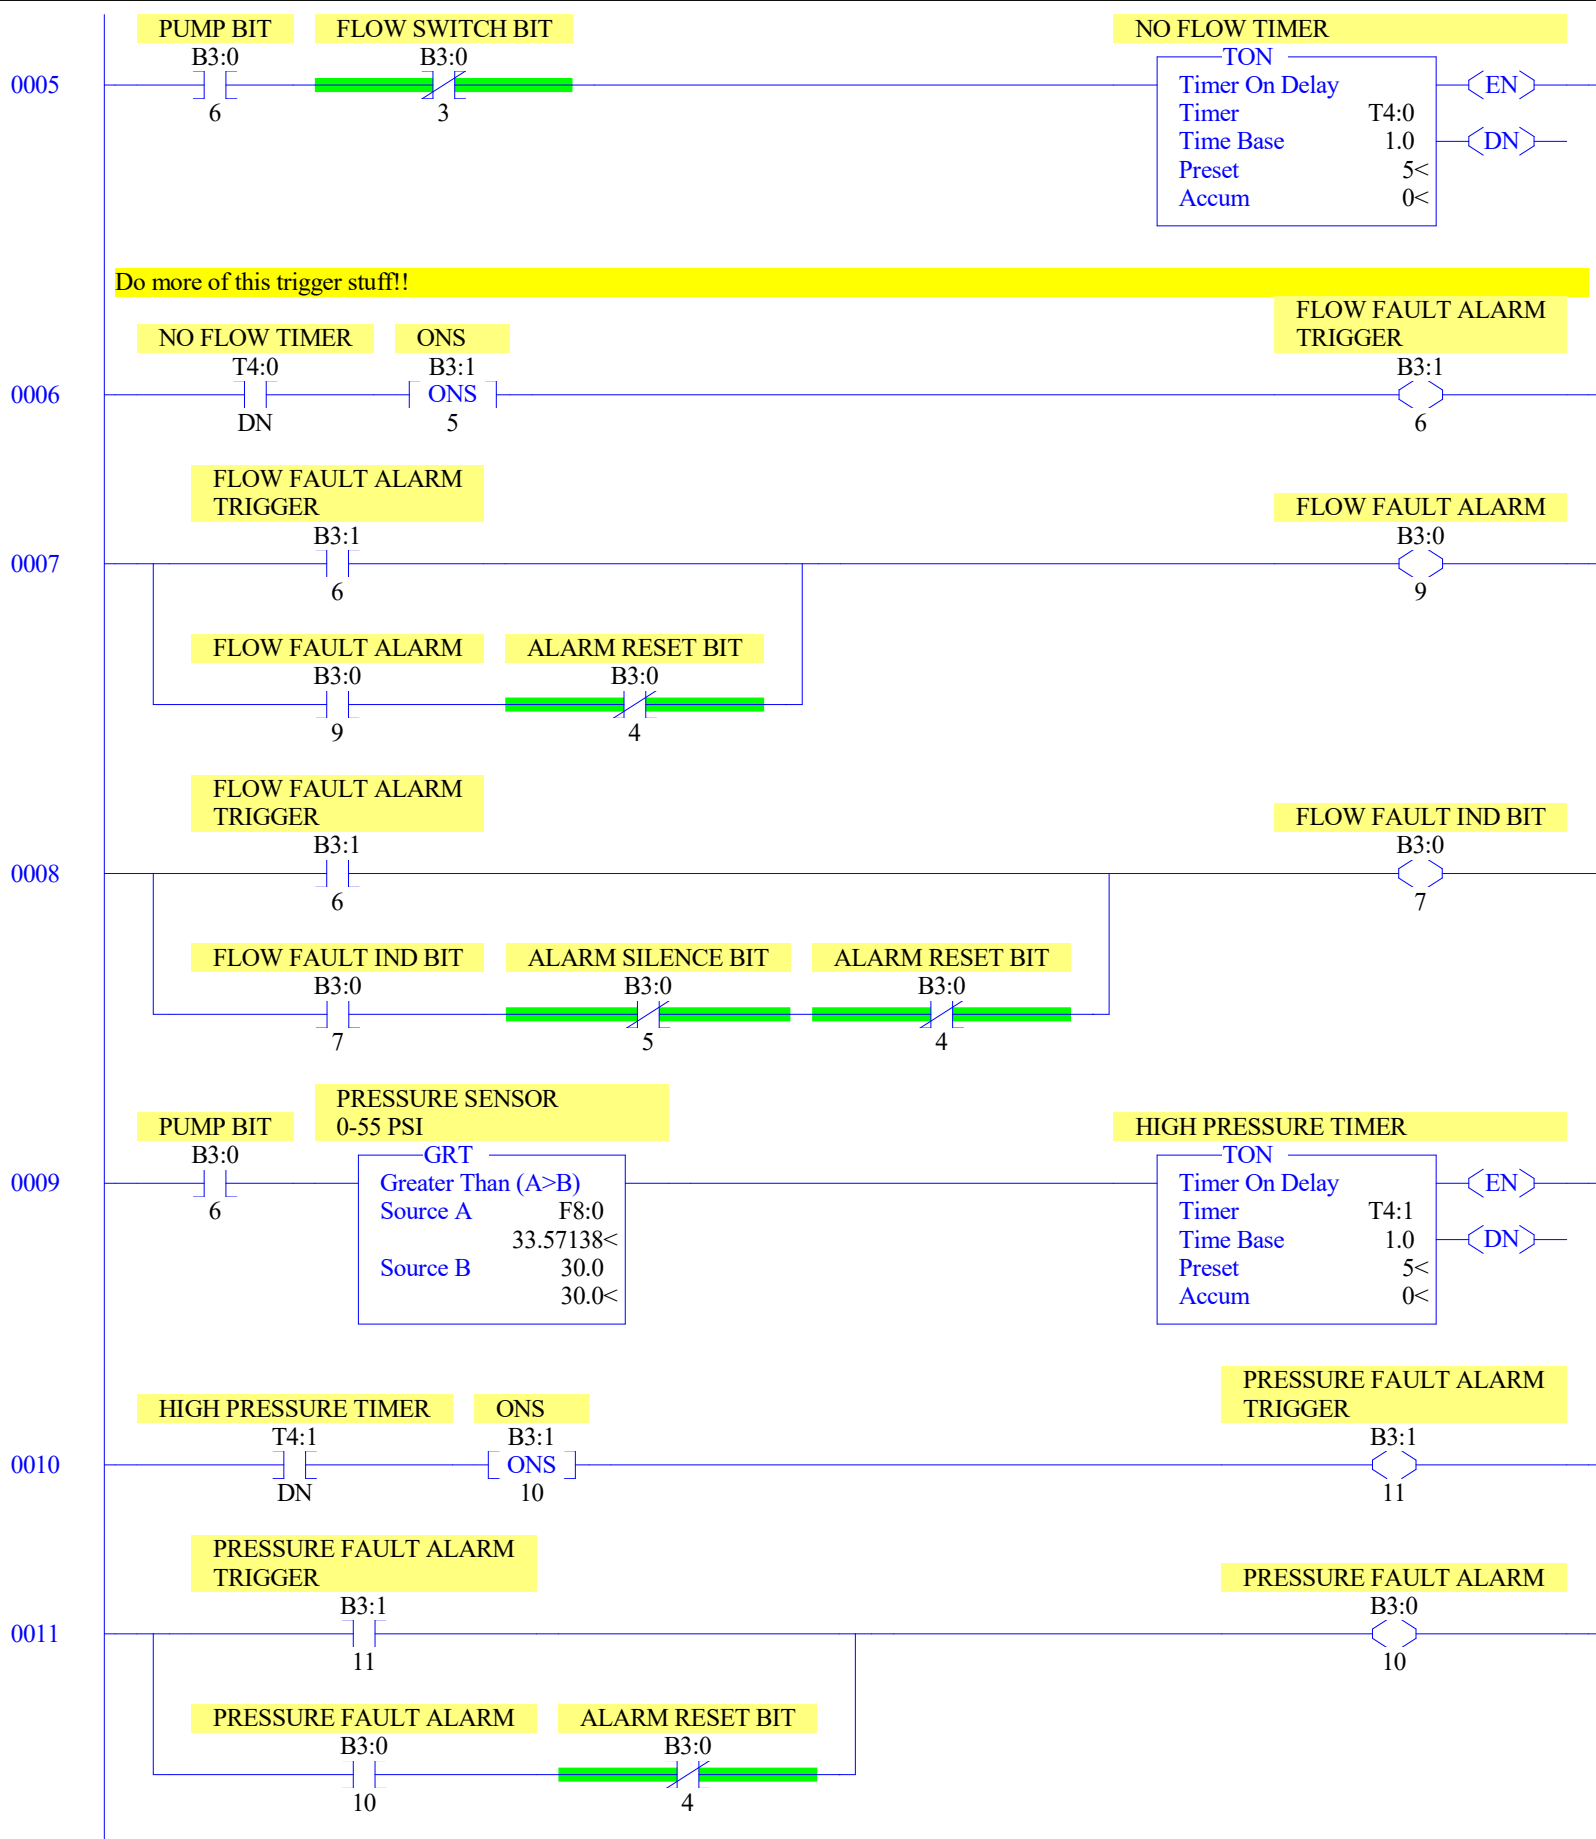 PUMP BIT
FLOW SWITCH BIT
NO FLOW TIMER
B3:0
B3:0
TON
0005
Timer On Delay
EN
6
3
Timer
T4:0
Time Base
1.0
DN
Preset
5<
Accum
0<
Do more of this trigger stuff!!
FLOW FAULT ALARM
TRIGGER
NO FLOW TIMER
ONS
T4:0
B3:1
B3:1
0006
ONS
DN
5
6
FLOW FAULT ALARM
TRIGGER
FLOW FAULT ALARM
B3:1
B3:0
0007
6
9
FLOW FAULT ALARM
ALARM RESET BIT
B3:0
B3:0
9
4
FLOW FAULT ALARM
TRIGGER
FLOW FAULT IND BIT
B3:1
B3:0
0008
6
7
FLOW FAULT IND BIT
ALARM SILENCE BIT
ALARM RESET BIT
B3:0
B3:0
B3:0
7
5
4
PRESSURE SENSOR
0-55 PSI
PUMP BIT
HIGH PRESSURE TIMER
B3:0
GRT
TON
0009
Greater Than (A>B)
Timer On Delay
EN
6
Source A
F8:0
Timer
T4:1
33.57138<
Time Base
1.0
DN
Source B
30.0
Preset
5<
30.0<
Accum
0<
PRESSURE FAULT ALARM
TRIGGER
HIGH PRESSURE TIMER
ONS
T4:1
B3:1
B3:1
0010
ONS
DN
10
11
PRESSURE FAULT ALARM
TRIGGER
PRESSURE FAULT ALARM
B3:1
B3:0
0011
11
10
PRESSURE FAULT ALARM
ALARM RESET BIT
B3:0
B3:0
10
4